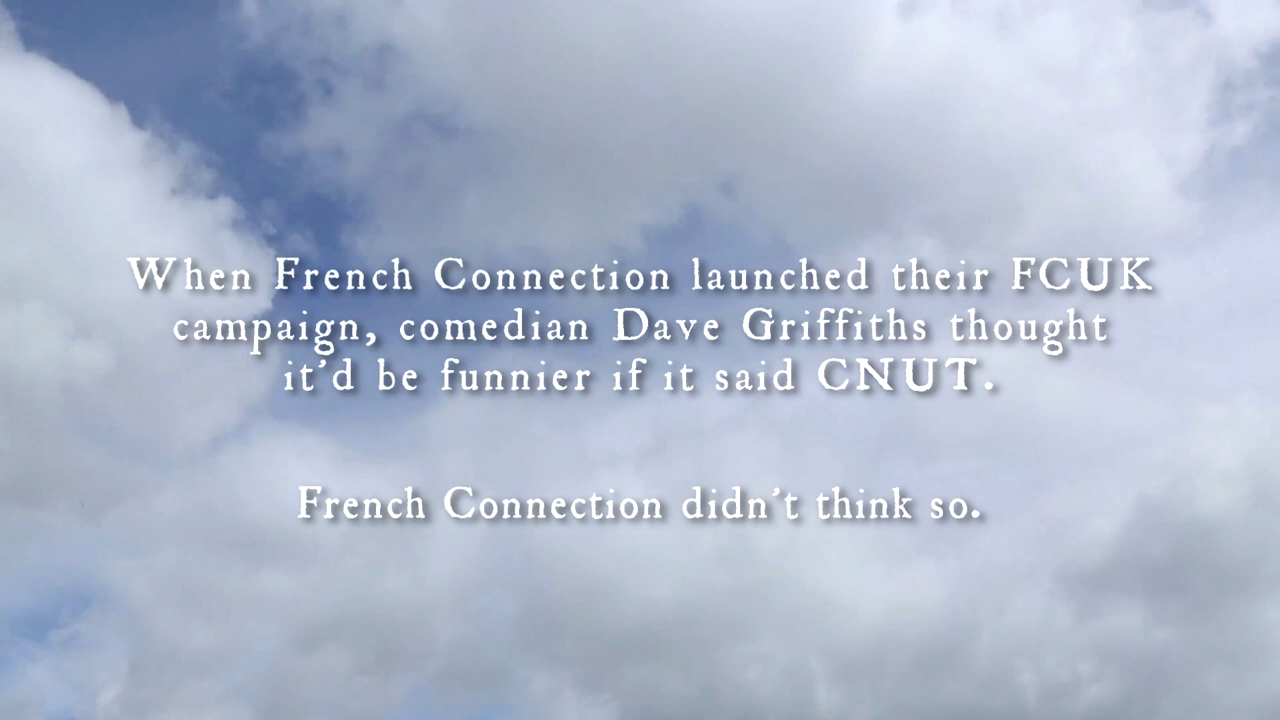 When French Connection launched their FCUK
campaign, comedian Dave Griffiths thought
it'd be funnier if it said CNUT.
French Connection didn't think so.